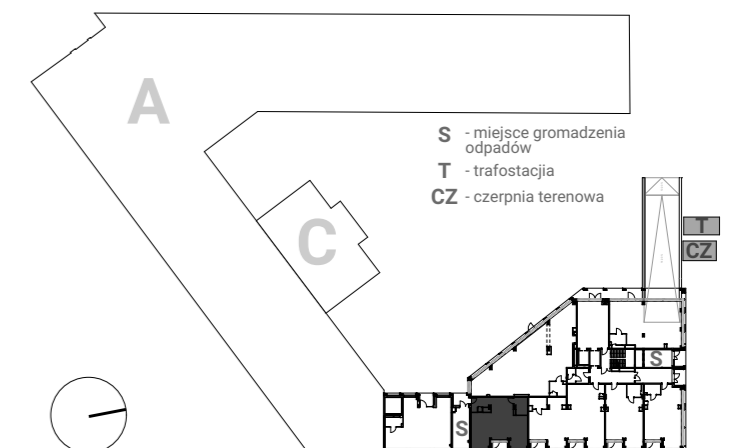 A
S - miejsce gromadzenia
odpadów
T - trafostacjia
CZ - czerpnia terenowa
C
T
CZ
S
S